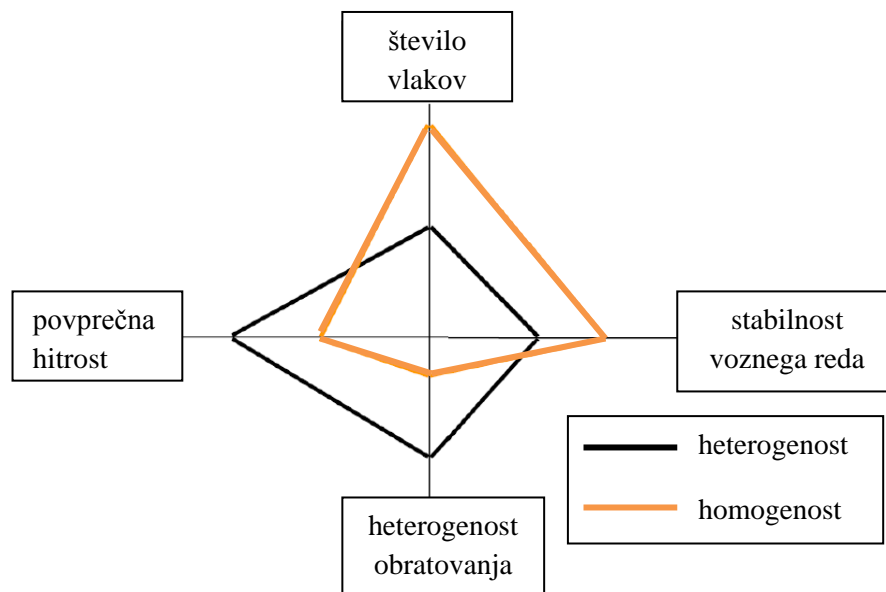 število
vlakov
povprečna
hitrost
stabilnost
voznega reda
heterogenost
homogenost
heterogenost
obratovanja